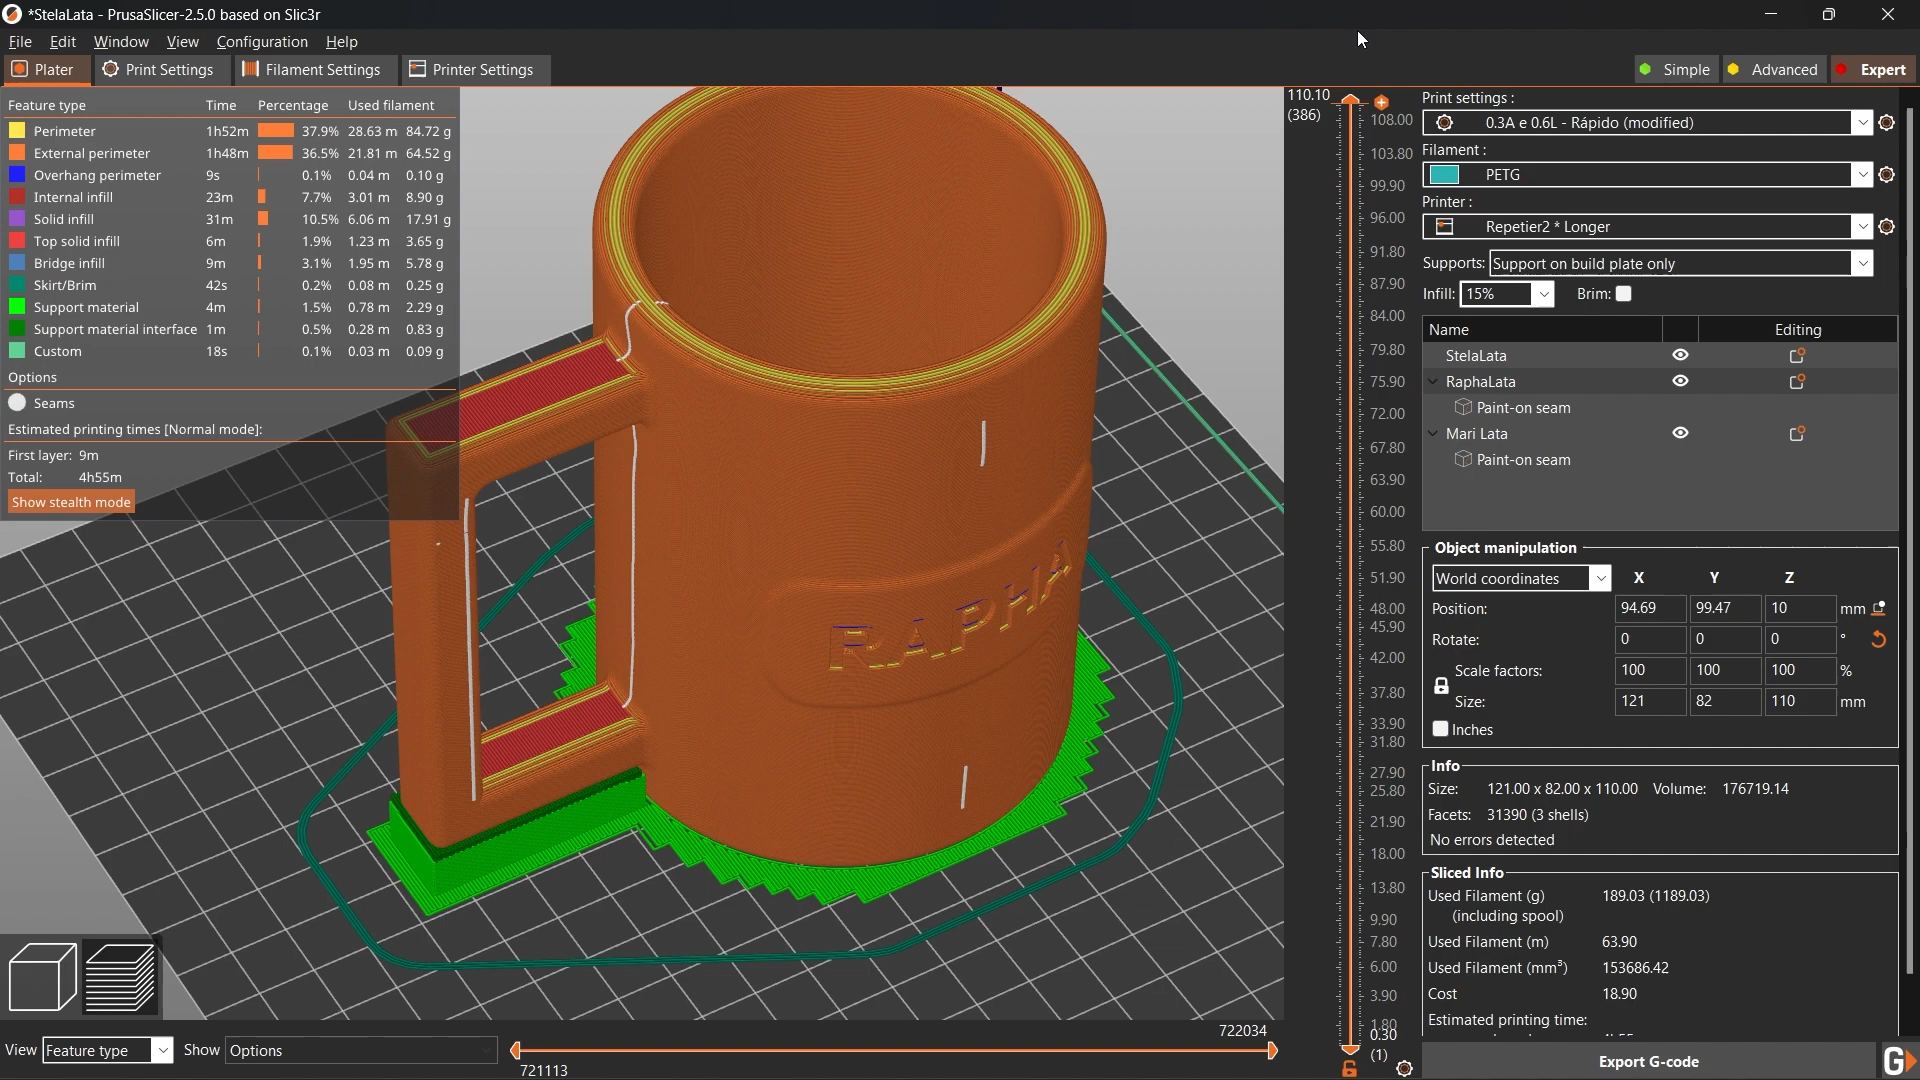 *StelaLata - PrusaSlicer-2.5.0 based on Slic3r
File Edit Window View Configuration Help
Plater Print Settings Filament Settings Printer Settings Simple Advanced Expert
Feature type Time Percentage Used filament
Perimeter 1h52m 37.9% 28.63 m 84.72 g
External perimeter 1h48m 36.5% 21.81 m 64.52 g
Overhang perimeter 9s 0.1% 0.04 m 0.10 g
Internal infill 23m 7.7% 3.01 m 8.90 g
Solid infill 31m 10.5% 6.06 m 17.91 g
Top solid infill 6m 1.9% 1.23 m 3.65 g
Bridge infill 9m 3.1% 1.95 m 5.78 g
Skirt/Brim 42s 0.2% 0.08 m 0.25 g
Support material 4m 1.5% 0.78 m 2.29 g
Support material interface 1m 0.5% 0.28 m 0.83 g
Custom 18s 0.1% 0.03 m 0.09 g
Options
Seams
Estimated printing times [Normal mode]:
First layer: 9m
Total: 4h55m
Show stealth mode
RAPHA
View Feature type Show Options
722034
721113
110.10
(386)
108.00
103.80
99.90
96.00
91.80
87.90
84.00
79.80
75.90
72.00
67.80
63.90
60.00
55.80
51.90
48.00
45.90
42.00
37.80
33.90
31.80
27.90
25.80
21.90
18.00
13.80
9.90
7.80
6.00
3.90
1.80
0.30
(1)
Print settings :
0.3A e 0.6L - Rápido (modified)
Filament :
PETG
Printer :
Repetier2 * Longer
Supports: Support on build plate only
Infill: 15% Brim:
Name Editing
StelaLata
RaphaLata
Paint-on seam
Mari Lata
Paint-on seam
Object manipulation
World coordinates X Y Z
Position: 94.69 99.47 10 mm
Rotate: 0 0 0 °
Scale factors: 100 100 100 %
Size: 121 82 110 mm
Inches
Info
Size: 121.00 x 82.00 x 110.00 Volume: 176719.14
Facets: 31390 (3 shells)
No errors detected
Sliced Info
Used Filament (g) 189.03 (1189.03)
(including spool)
Used Filament (m) 63.90
Used Filament (mm³) 153686.42
Cost 18.90
Estimated printing time:
Export G-code
G